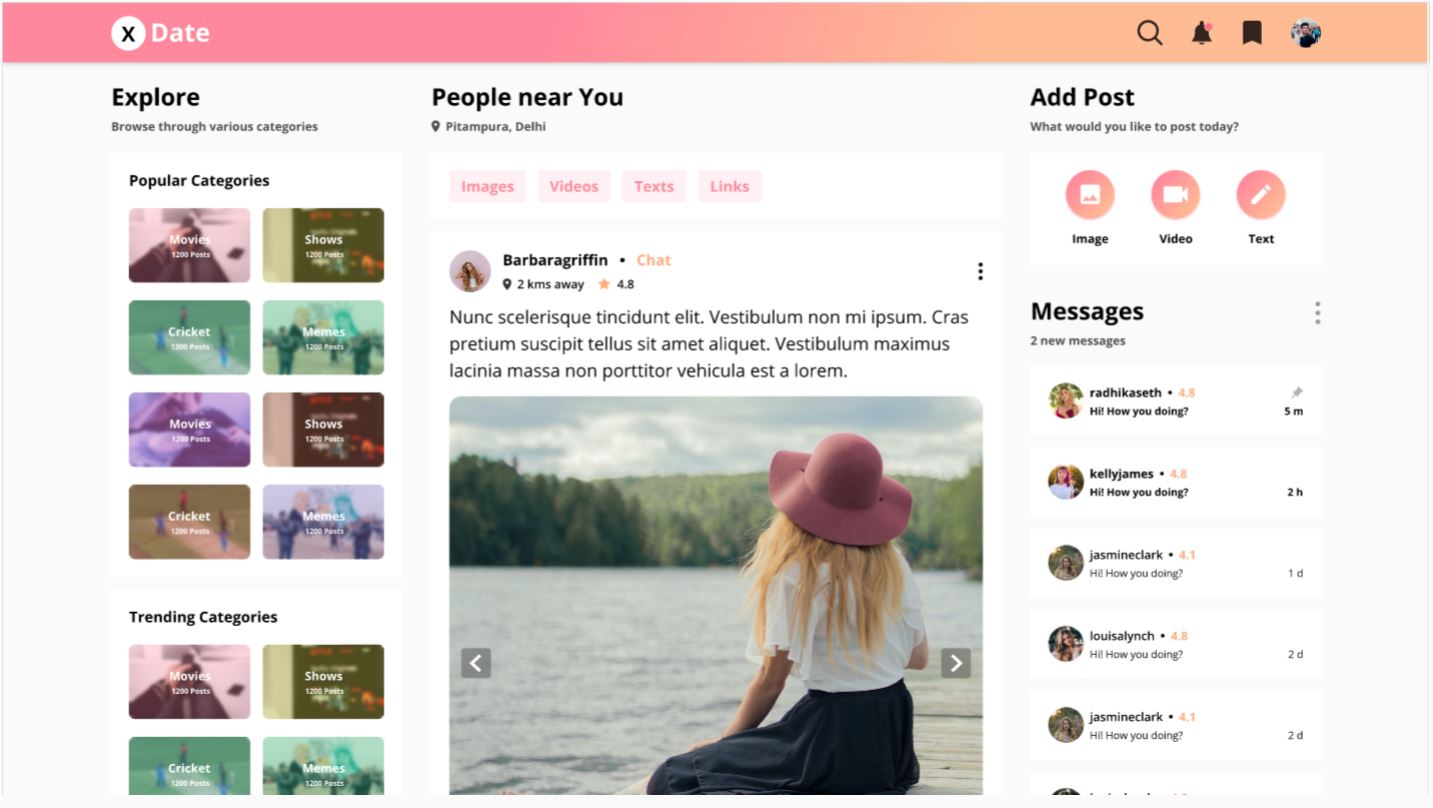 X Date
Explore
Browse through various categories
Popular Categories
Movies
1200 Posts
Shows
1200 Posts
Cricket
1200 Posts
Memes
1200 Posts
Movies
1200 Posts
Shows
1200 Posts
Cricket
1200 Posts
Memes
1200 Posts
Trending Categories
Movies
1200 Posts
Shows
1200 Posts
Cricket
1200 Posts
Memes
1200 Posts
People near You
Pitampura, Delhi
Images
Videos
Texts
Links
Barbaragriffin • Chat
2 kms away 4.8
Nunc scelerisque tincidunt elit. Vestibulum non mi ipsum. Cras
pretium suscipit tellus sit amet aliquet. Vestibulum maximus
lacinia massa non porttitor vehicula est a lorem.
Add Post
What would you like to post today?
Image
Video
Text
Messages
2 new messages
radhikaseth • 4.8
Hi! How you doing? 5 m
kellyjames • 4.8
Hi! How you doing? 2 h
jasmineclark • 4.1
Hi! How you doing? 1 d
louisalynch • 4.8
Hi! How you doing? 2 d
jasmineclark • 4.1
Hi! How you doing? 2 d